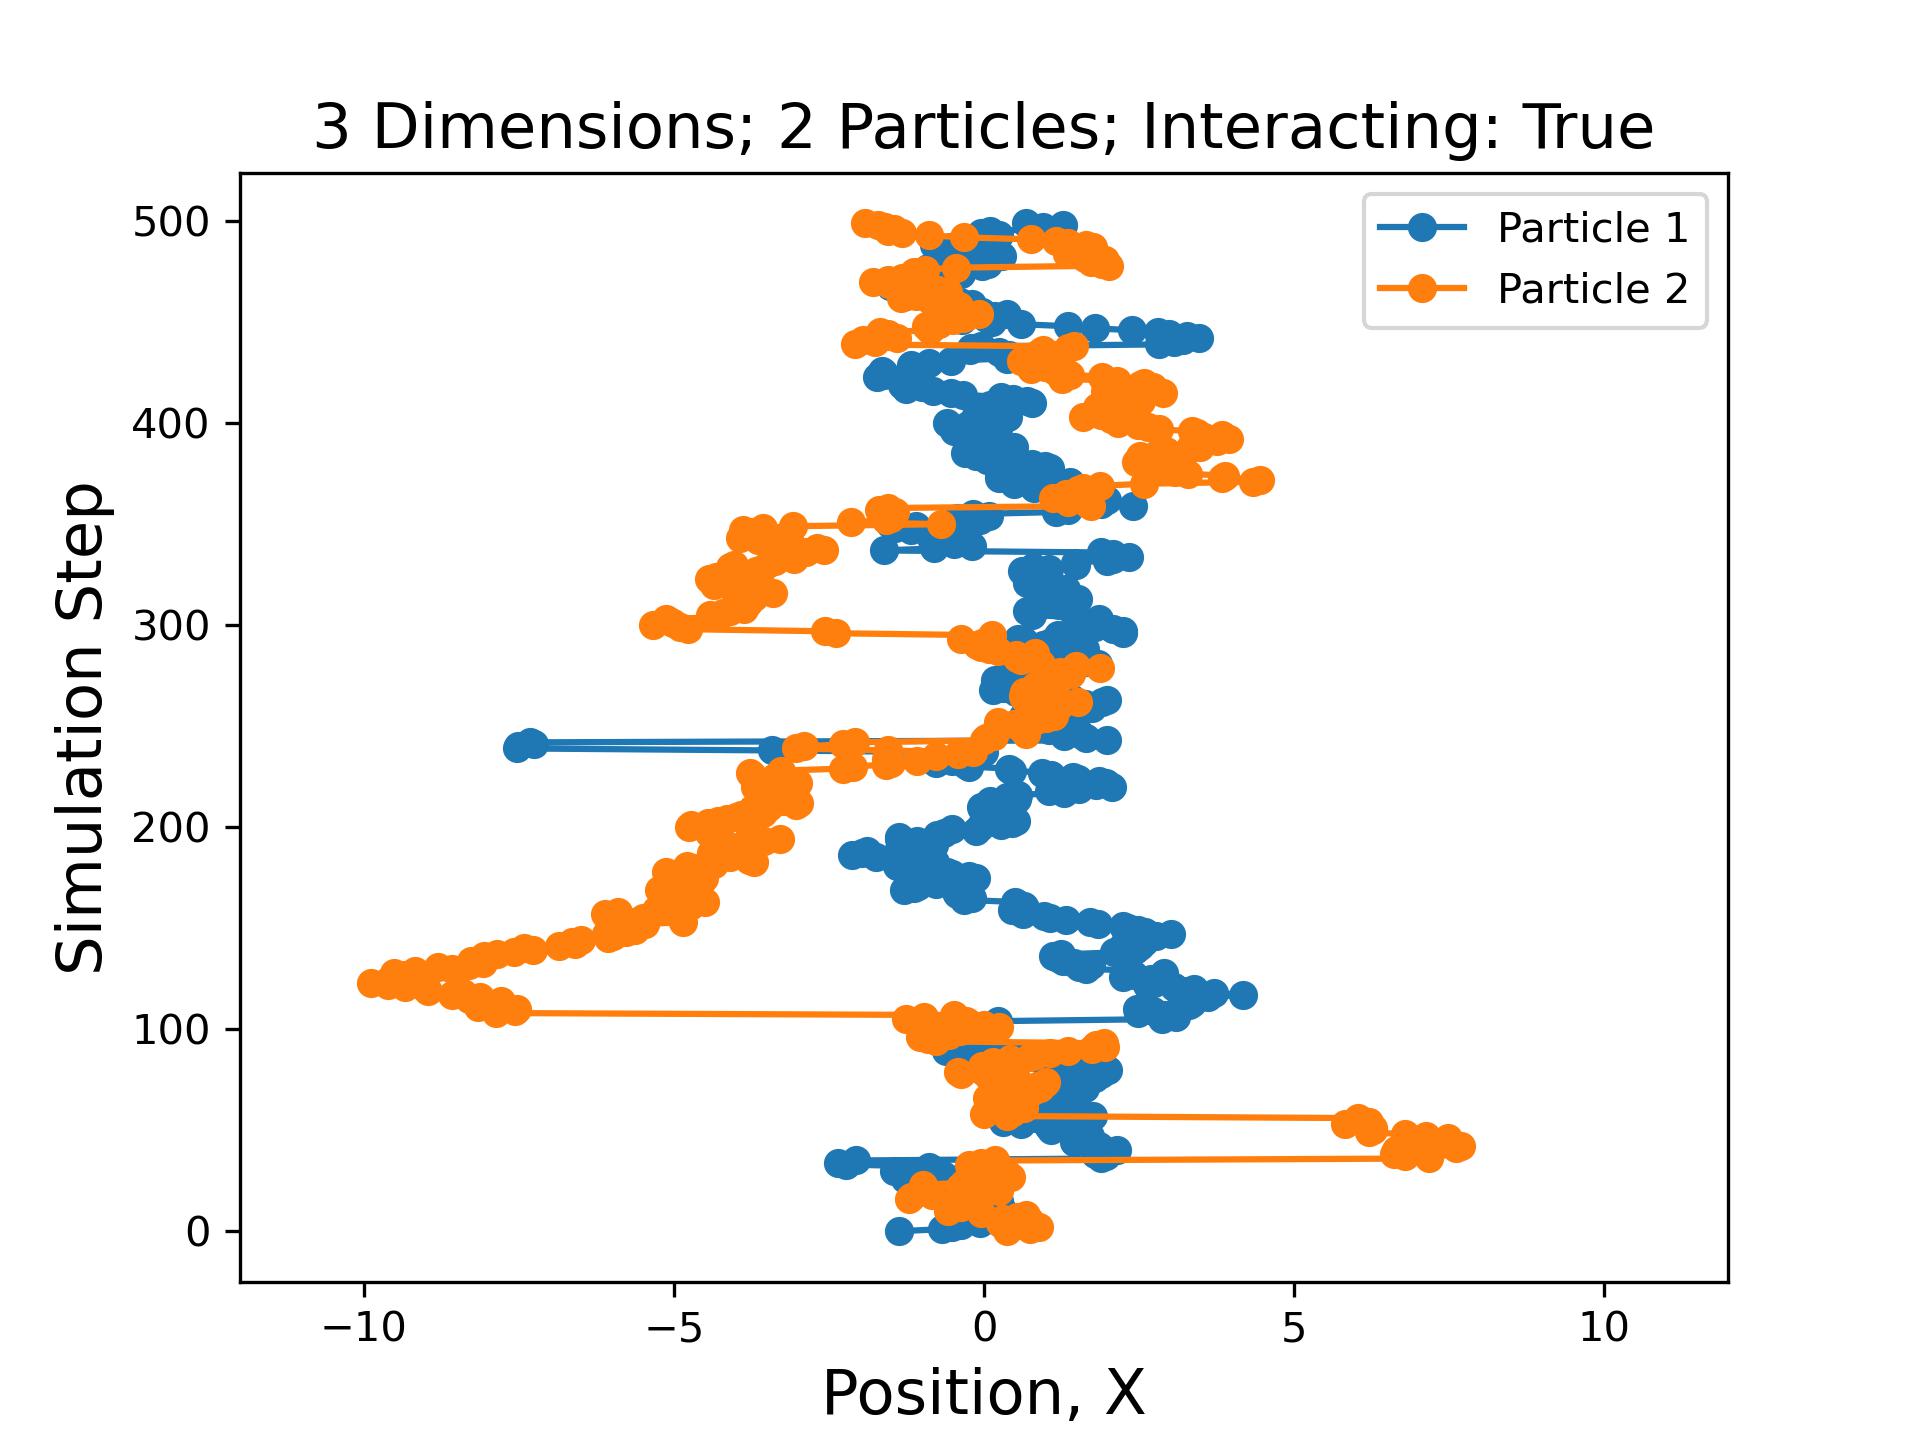 3 Dimensions; 2 Particles; Interacting: True
Particle 1
Particle 2
Simulation Step
500
400
300
200
100
0
−10
−5
0
5
10
Position, X